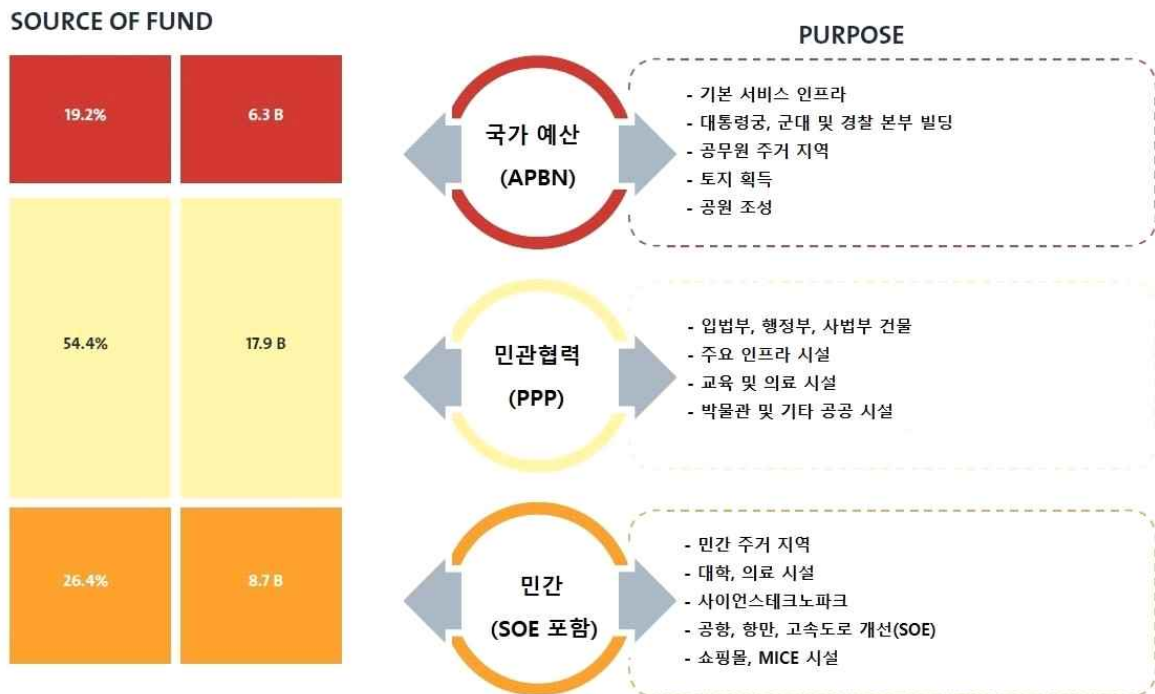 SOURCE OF FUND
PURPOSE
19.2%
6.3 B
국가 예산
(APBN)
- 기본 서비스 인프라
- 대통령궁, 군대 및 경찰 본부 빌딩
- 공무원 주거 지역
- 토지 획득
- 공원 조성
54.4%
17.9 B
민관협력
(PPP)
- 입법부, 행정부, 사법부 건물
- 주요 인프라 시설
- 교육 및 의료 시설
- 박물관 및 기타 공공 시설
26.4%
8.7 B
민간
(SOE 포함)
- 민간 주거 지역
- 대학, 의료 시설
- 사이언스테크노파크
- 공항, 항만, 고속도로 개선(SOE)
- 쇼핑몰, MICE 시설